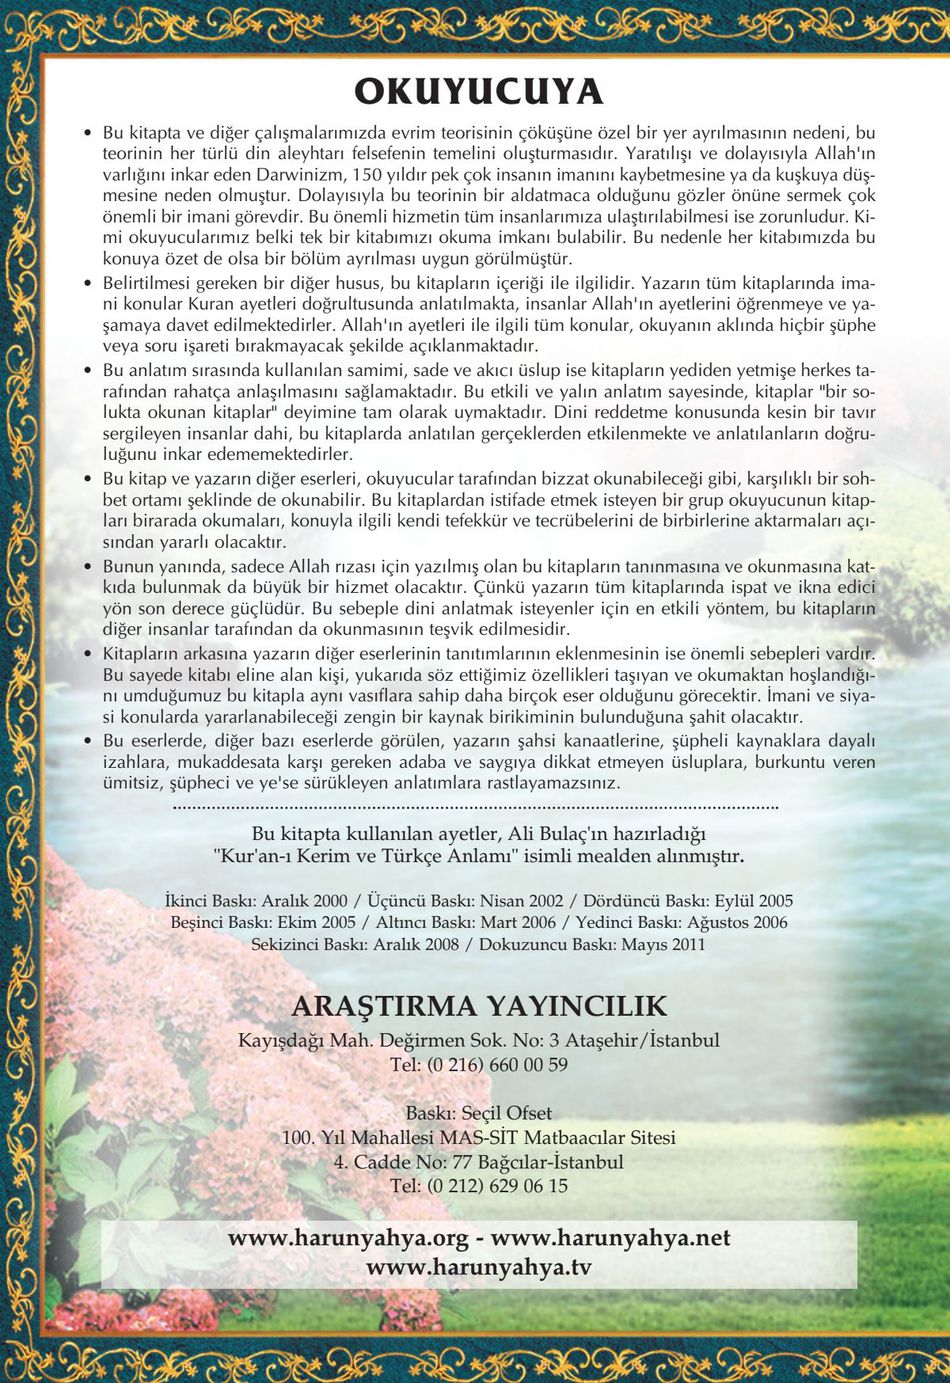 OKUYUCUYA
• Bu kitapta ve diğer çalışmalarımızda evrim teorisinin çöküşüne özel bir yer ayrılmasının nedeni, bu
teorinin her türlü din aleyhtarı felsefenin temelini oluşturmasıdır. Yaratılışı ve dolayısıyla Allah'ın
varlığını inkar eden Darwinizm, 150 yıldır pek çok insanın imanını kaybetmesine ya da kuşkuya düş-
mesine neden olmuştur. Dolayısıyla bu teorinin bir aldatmaca olduğunu gözler önüne sermek çok
önemli bir imani görevdir. Bu önemli hizmetin tüm insanlarımıza ulaştırılabilmesi ise zorunludur. Ki-
mi okuyucularımız belki tek bir kitabımızı okuma imkanı bulabilir. Bu nedenle her kitabımızda bu
konuya özet de olsa bir bölüm ayrılması uygun görülmüştür.
• Belirtilmesi gereken bir diğer husus, bu kitapların içeriği ile ilgilidir. Yazarın tüm kitaplarında ima-
ni konular Kuran ayetleri doğrultusunda anlatılmakta, insanlar Allah'ın ayetlerini öğrenmeye ve ya-
şamaya davet edilmektedirler. Allah'ın ayetleri ile ilgili tüm konular, okuyanın aklında hiçbir şüphe
veya soru işareti bırakmayacak şekilde açıklanmaktadır.
• Bu anlatım sırasında kullanılan samimi, sade ve akıcı üslup ise kitapların yediden yetmişe herkes ta-
rafından rahatça anlaşılmasını sağlamaktadır. Bu etkili ve yalın anlatım sayesinde, kitaplar "bir so-
lukta okunan kitaplar" deyimine tam olarak uymaktadır. Dini reddetme konusunda kesin bir tavır
sergileyen insanlar dahi, bu kitaplarda anlatılan gerçeklerden etkilenmekte ve anlatılanların doğru-
luğunu inkar edememektedirler.
• Bu kitap ve yazarın diğer eserleri, okuyucular tarafından bizzat okunabileceği gibi, karşılıklı bir soh-
bet ortamı şeklinde de okunabilir. Bu kitaplardan istifade etmek isteyen bir grup okuyucunun kitap-
ları birarada okumaları, konuyla ilgili kendi tefekkür ve tecrübelerini de birbirlerine aktarmaları açı-
sından yararlı olacaktır.
• Bunun yanında, sadece Allah rızası için yazılmış olan bu kitapların tanınmasına ve okunmasına kat-
kıda bulunmak da büyük bir hizmet olacaktır. Çünkü yazarın tüm kitaplarında ispat ve ikna edici
yön son derece güçlüdür. Bu sebeple dini anlatmak isteyenler için en etkili yöntem, bu kitapların
diğer insanlar tarafından da okunmasının teşvik edilmesidir.
• Kitapların arkasına yazarın diğer eserlerinin tanıtımlarının eklenmesinin ise önemli sebepleri vardır.
Bu sayede kitabı eline alan kişi, yukarıda söz ettiğimiz özellikleri taşıyan ve okumaktan hoşlandığı-
nı umduğumuz bu kitapla aynı vasıflara sahip daha birçok eser olduğunu görecektir. İmani ve siya-
si konularda yararlanabileceği zengin bir kaynak birikiminin bulunduğuna şahit olacaktır.
• Bu eserlerde, diğer bazı eserlerde görülen, yazarın şahsi kanaatlerine, şüpheli kaynaklara dayalı
izahlara, mukaddesata karşı gereken adaba ve saygıya dikkat etmeyen üsluplara, burkuntu veren
ümitsiz, şüpheci ve ye'se sürükleyen anlatımlara rastlayamazsınız.
Bu kitapta kullanılan ayetler, Ali Bulaç'ın hazırladığı
"Kur'an-ı Kerim ve Türkçe Anlamı" isimli mealden alınmıştır.
İkinci Baskı: Aralık 2000 / Üçüncü Baskı: Nisan 2002 / Dördüncü Baskı: Eylül 2005
Beşinci Baskı: Ekim 2005 / Altıncı Baskı: Mart 2006 / Yedinci Baskı: Ağustos 2006
Sekizinci Baskı: Aralık 2008 / Dokuzuncu Baskı: Mayıs 2011
ARAŞTIRMA YAYINCILIK
Kayışdağı Mah. Değirmen Sok. No: 3 Ataşehir/İstanbul
Tel: (0 216) 660 00 59
Baskı: Seçil Ofset
100. Yıl Mahallesi MAS-SİT Matbaacılar Sitesi
4. Cadde No: 77 Bağcılar-İstanbul
Tel: (0 212) 629 06 15
www.harunyahya.org - www.harunyahya.net
www.harunyahya.tv